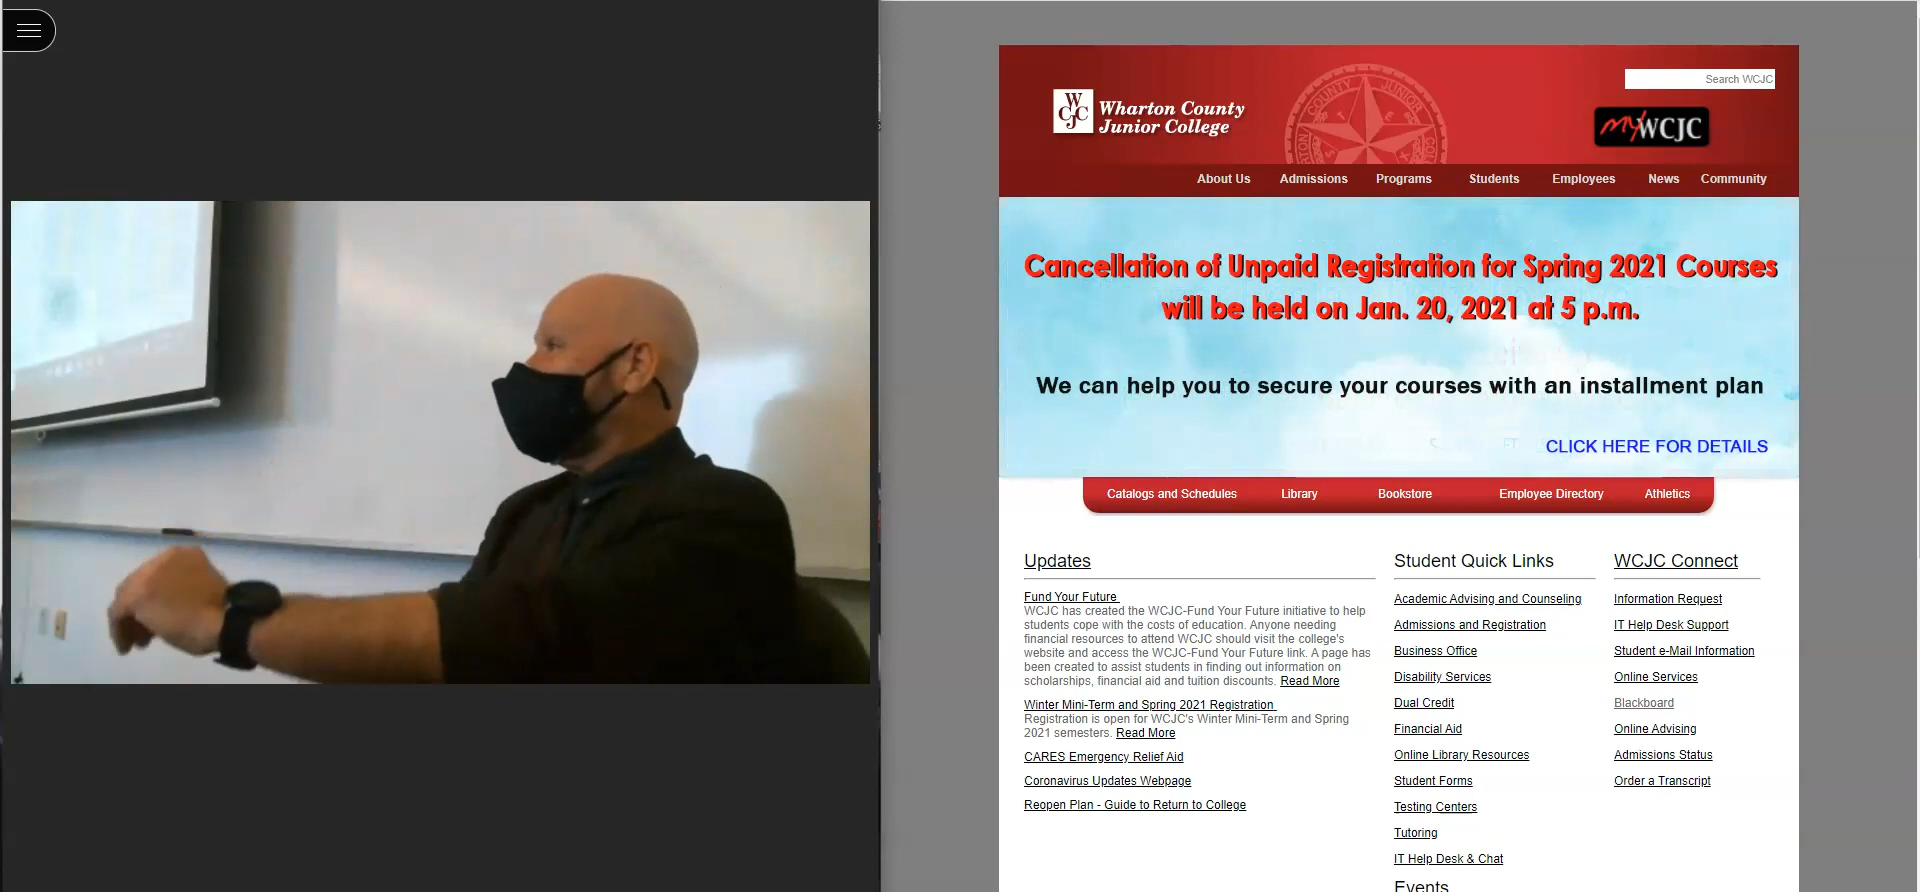 Search WCJC
W
CJC
Wharton County
Junior College
COUNTY JUNIOR
myWCJC
About Us Admissions Programs Students Employees News Community
Cancellation of Unpaid Registration for Spring 2021 Courses
will be held on Jan. 20, 2021 at 5 p.m.
We can help you to secure your courses with an installment plan
CLICK HERE FOR DETAILS
Catalogs and Schedules Library Bookstore Employee Directory Athletics
Updates
Fund Your Future
WCJC has created the WCJC-Fund Your Future initiative to help
students cope with the costs of education. Anyone needing
financial resources to attend WCJC should visit the college's
website and access the WCJC-Fund Your Future link. A page has
been created to assist students in finding out information on
scholarships, financial aid and tuition discounts. Read More
Winter Mini-Term and Spring 2021 Registration
Registration is open for WCJC's Winter Mini-Term and Spring
2021 semesters. Read More
CARES Emergency Relief Aid
Coronavirus Updates Webpage
Reopen Plan - Guide to Return to College
Student Quick Links
Academic Advising and Counseling
Admissions and Registration
Business Office
Disability Services
Dual Credit
Financial Aid
Online Library Resources
Student Forms
Testing Centers
Tutoring
IT Help Desk & Chat
Events
WCJC Connect
Information Request
IT Help Desk Support
Student e-Mail Information
Online Services
Blackboard
Online Advising
Admissions Status
Order a Transcript